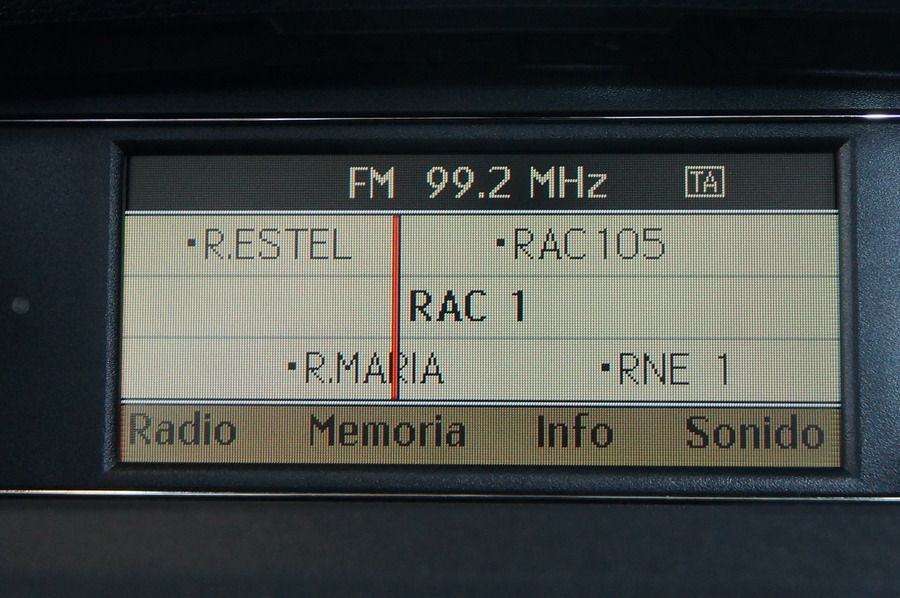 FM 99.2 MHz TA
R.ESTEL RAC105
RAC 1
R.MARIA RNE 1
Radio Memoria Info Sonido